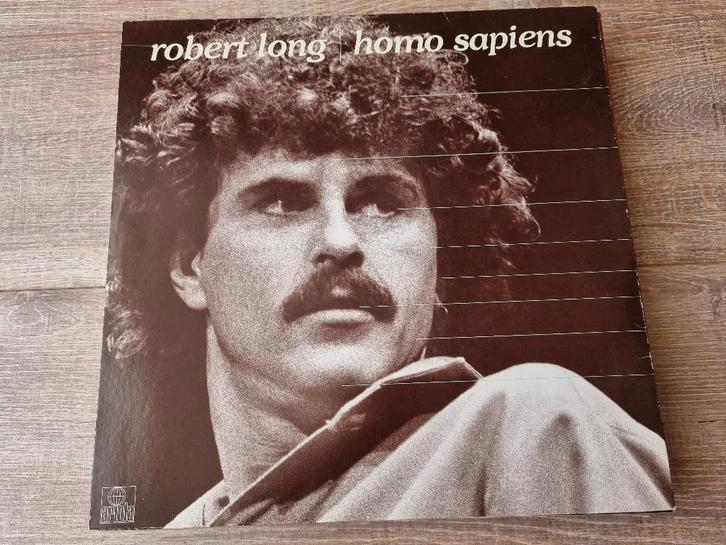 robert long | homo sapiens
ariola